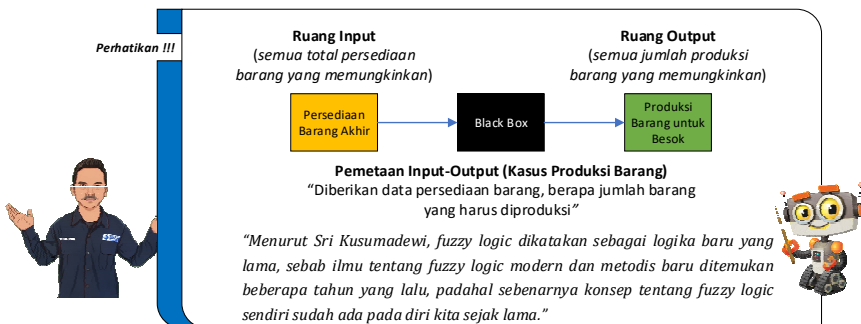 Perhatikan !!!
Ruang Input
(semua total persediaan
barang yang memungkinkan)
Ruang Output
(semua jumlah produksi
barang yang memungkinkan)
Persediaan
Barang Akhir
Black Box
Produksi
Barang untuk
Besok
Pemetaan Input-Output (Kasus Produksi Barang)
“Diberikan data persediaan barang, berapa jumlah barang
yang harus diproduksi”
“Menurut Sri Kusumadewi, fuzzy logic dikatakan sebagai logika baru yang
lama, sebab ilmu tentang fuzzy logic modern dan metodis baru ditemukan
beberapa tahun yang lalu, padahal sebenarnya konsep tentang fuzzy logic
sendiri sudah ada pada diri kita sejak lama.”